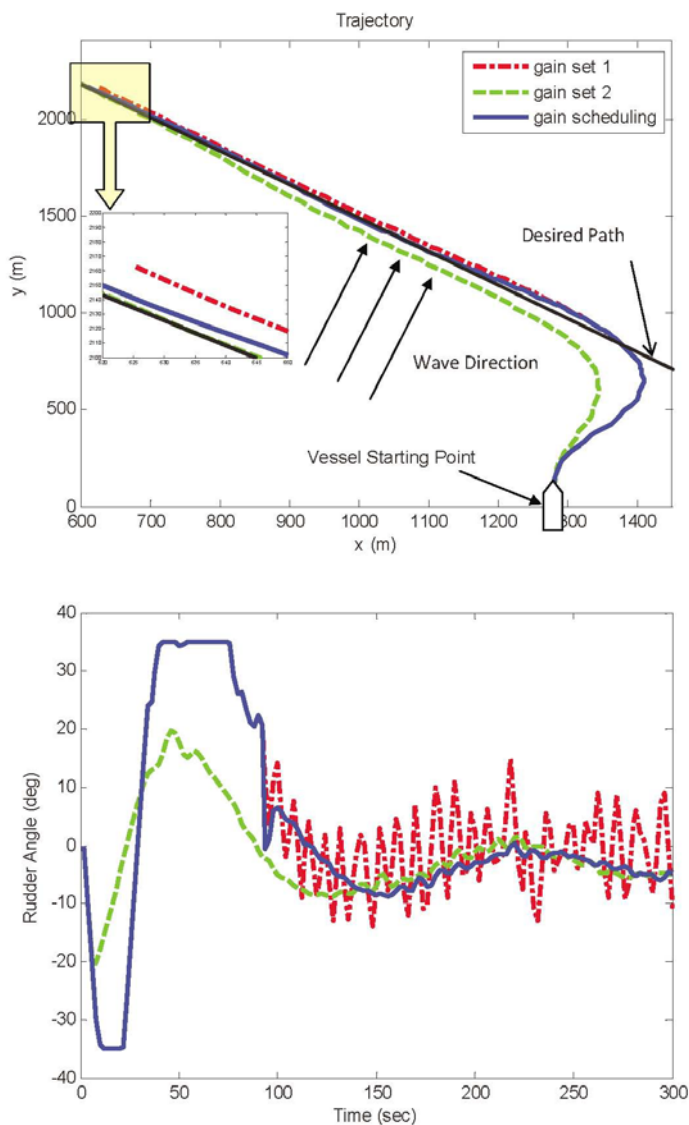 Trajectory
gain set 1
gain set 2
gain scheduling
2000
1500
1000
500
0
y (m)
Desired Path
Wave Direction
Vessel Starting Point
600 700 800 900 1000 1100 1200 1300 1400
x (m)
40
30
20
10
0
-10
-20
-30
-40
Rudder Angle (deg)
0 50 100 150 200 250 300
Time (sec)